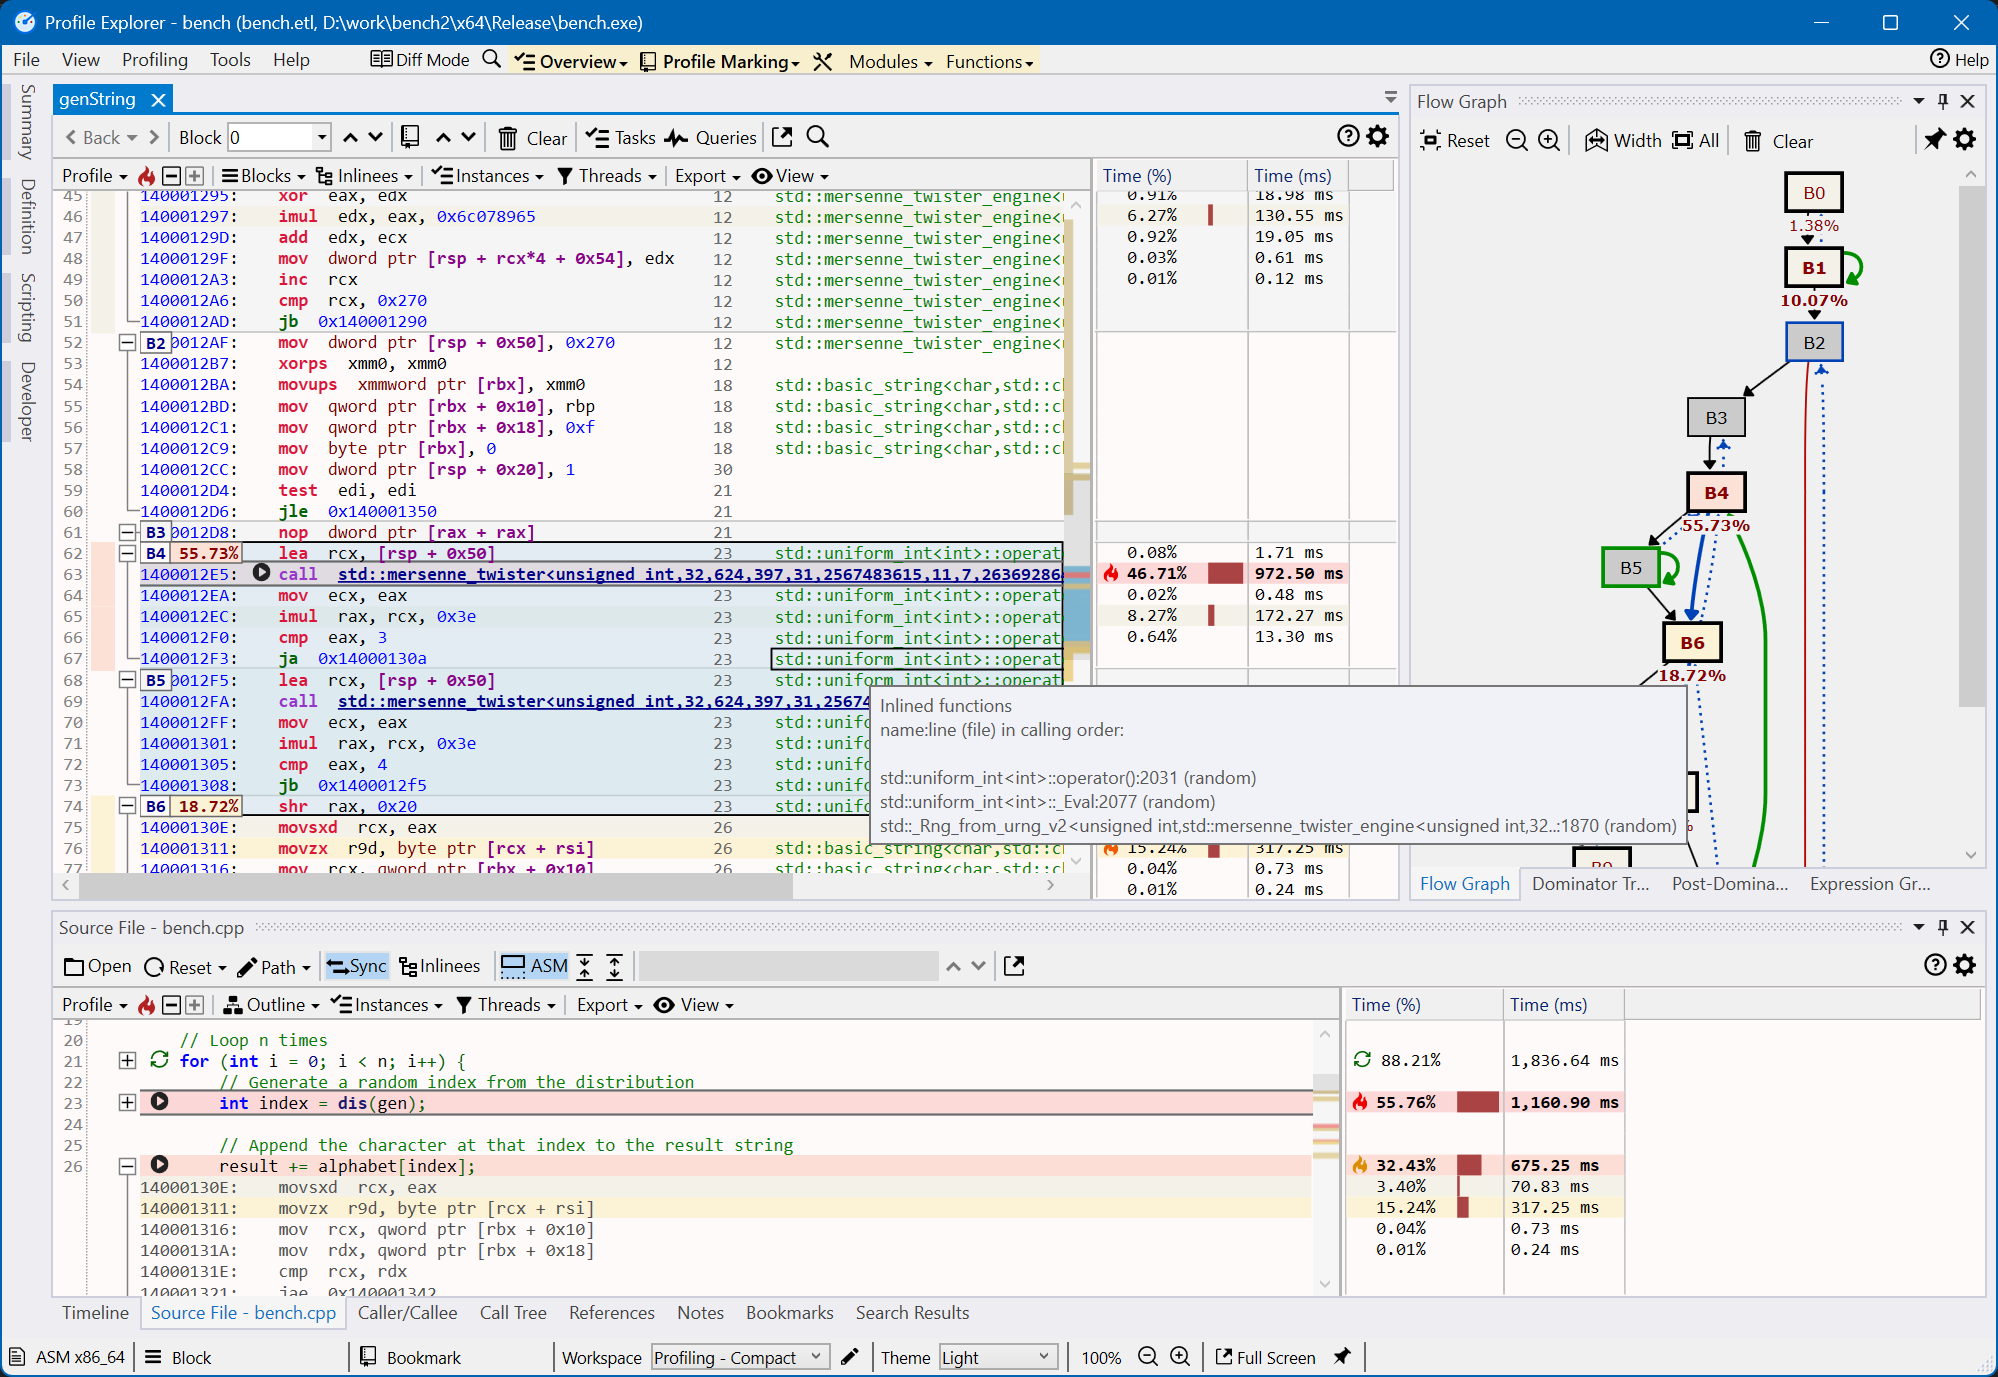 Profile Explorer - bench (bench.etl, D:\work\bench2\x64\Release\bench.exe)
File View Profiling Tools Help Diff Mode Overview Profile Marking Modules Functions Help
Summary
Definition
Scripting
Developer
genString
Back Block 0 Clear Tasks Queries
Profile Blocks Inlinees Instances Threads Export View Time (%) Time (ms)
45 140001295: xor eax, edx 12 std::mersenne_twister_engine< 0.91% 18.98 ms
46 140001297: imul edx, eax, 0x6c078965 12 std::mersenne_twister_engine< 6.27% 130.55 ms
47 14000129D: add edx, ecx 12 std::mersenne_twister_engine< 0.92% 19.05 ms
48 14000129F: mov dword ptr [rsp + rcx*4 + 0x54], edx 12 std::mersenne_twister_engine< 0.03% 0.61 ms
49 1400012A3: inc rcx 12 std::mersenne_twister_engine< 0.01% 0.12 ms
50 1400012A6: cmp rcx, 0x270 12 std::mersenne_twister_engine<
51 1400012AD: jb 0x140001290 12 std::mersenne_twister_engine<
52 B2 0012AF: mov dword ptr [rsp + 0x50], 0x270 12 std::mersenne_twister_engine<
53 1400012B7: xorps xmm0, xmm0 12
54 1400012BA: movups xmmword ptr [rbx], xmm0 18 std::basic_string<char,std::c
55 1400012BD: mov qword ptr [rbx + 0x10], rbp 18 std::basic_string<char,std::c
56 1400012C1: mov qword ptr [rbx + 0x18], 0xf 18 std::basic_string<char,std::c
57 1400012C9: mov byte ptr [rbx], 0 18 std::basic_string<char,std::c
58 1400012CC: mov dword ptr [rsp + 0x20], 1 30
59 1400012D4: test edi, edi 21
60 1400012D6: jle 0x140001350 21
61 B3 0012D8: nop dword ptr [rax + rax] 21
62 B4 55.73% lea rcx, [rsp + 0x50] 23 std::uniform_int<int>::operat 0.08% 1.71 ms
63 1400012E5: call std::mersenne_twister<unsigned int,32,624,397,31,2567483615,11,7,26369286 46.71% 972.50 ms
64 1400012EA: mov ecx, eax 23 std::uniform_int<int>::operat 0.02% 0.48 ms
65 1400012EC: imul rax, rcx, 0x3e 23 std::uniform_int<int>::operat 8.27% 172.27 ms
66 1400012F0: cmp eax, 3 23 std::uniform_int<int>::operat 0.64% 13.30 ms
67 1400012F3: ja 0x14000130a 23 std::uniform_int<int>::operat
68 B5 0012F5: lea rcx, [rsp + 0x50] 23 std::uniform_int<int>::operat
69 1400012FA: call std::mersenne_twister<unsigned int,32,624,397,31,25674
70 1400012FF: mov ecx, eax 23 std::unifo
71 140001301: imul rax, rcx, 0x3e 23 std::unifo
72 140001305: cmp eax, 4 23 std::unifo
73 140001308: jb 0x1400012f5 23 std::unifo
74 B6 18.72% shr rax, 0x20 23 std::unifo
75 14000130E: movsxd rcx, eax 26
76 140001311: movzx r9d, byte ptr [rcx + rsi] 26 std::basic_string<char,std::c 15.24% 317.25 ms
77 140001316: mov rcx, qword ptr [rbx + 0x10] 26 std::basic_string<char,std::c 0.04% 0.73 ms
0.01% 0.24 ms
Inlined functions
name:line (file) in calling order:
std::uniform_int<int>::operator():2031 (random)
std::uniform_int<int>::_Eval:2077 (random)
std::_Rng_from_urng_v2<unsigned int,std::mersenne_twister_engine<unsigned int,32...:1870 (random)
Flow Graph
Reset Width All Clear
B0
1.38%
B1
10.07%
B2
B3
B4
55.73%
B5
B6
18.72%
%
Flow Graph Dominator Tr... Post-Domina... Expression Gr...
Source File - bench.cpp
Open Reset Path Sync Inlinees ASM
Profile Outline Instances Threads Export View Time (%) Time (ms)
19
20 // Loop n times
21 for (int i = 0; i < n; i++) { 88.21% 1,836.64 ms
22 // Generate a random index from the distribution
23 int index = dis(gen); 55.76% 1,160.90 ms
24
25 // Append the character at that index to the result string
26 result += alphabet[index]; 32.43% 675.25 ms
14000130E: movsxd rcx, eax 3.40% 70.83 ms
140001311: movzx r9d, byte ptr [rcx + rsi] 15.24% 317.25 ms
140001316: mov rcx, qword ptr [rbx + 0x10] 0.04% 0.73 ms
14000131A: mov rdx, qword ptr [rbx + 0x18] 0.01% 0.24 ms
14000131E: cmp rcx, rdx
140001321: jae 0x140001342
Timeline Source File - bench.cpp Caller/Callee Call Tree References Notes Bookmarks Search Results
ASM x86_64 Block Bookmark Workspace Profiling - Compact Theme Light 100% Full Screen